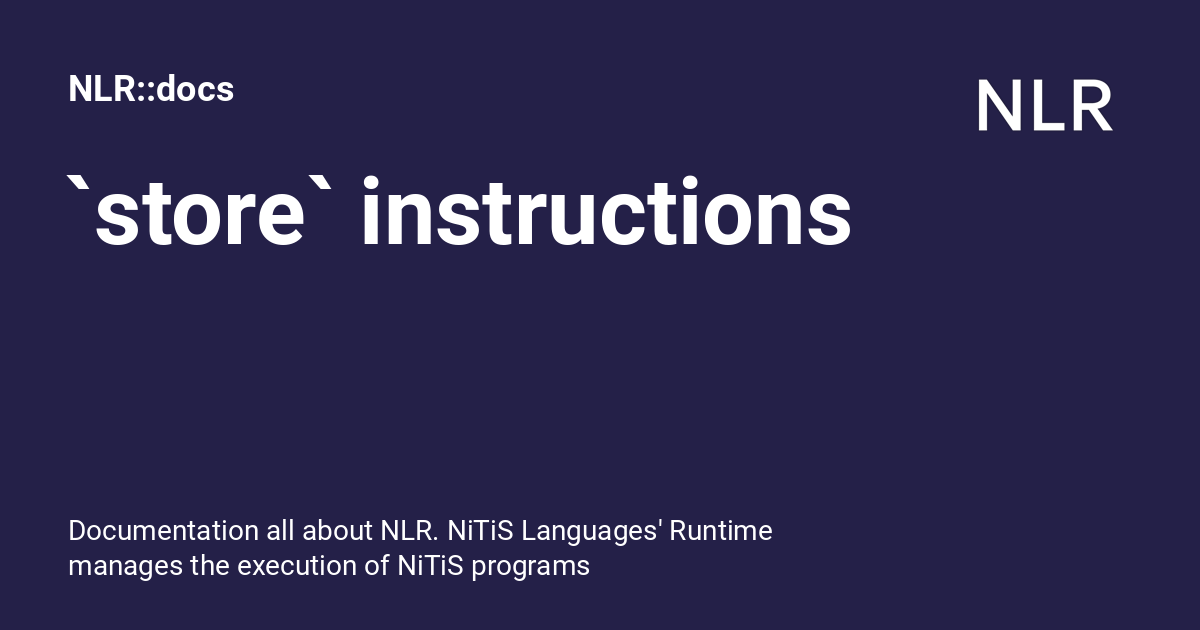 NLR::docs
NLR
`store` instructions
Documentation all about NLR. NiTiS Languages' Runtime
manages the execution of NiTiS programs